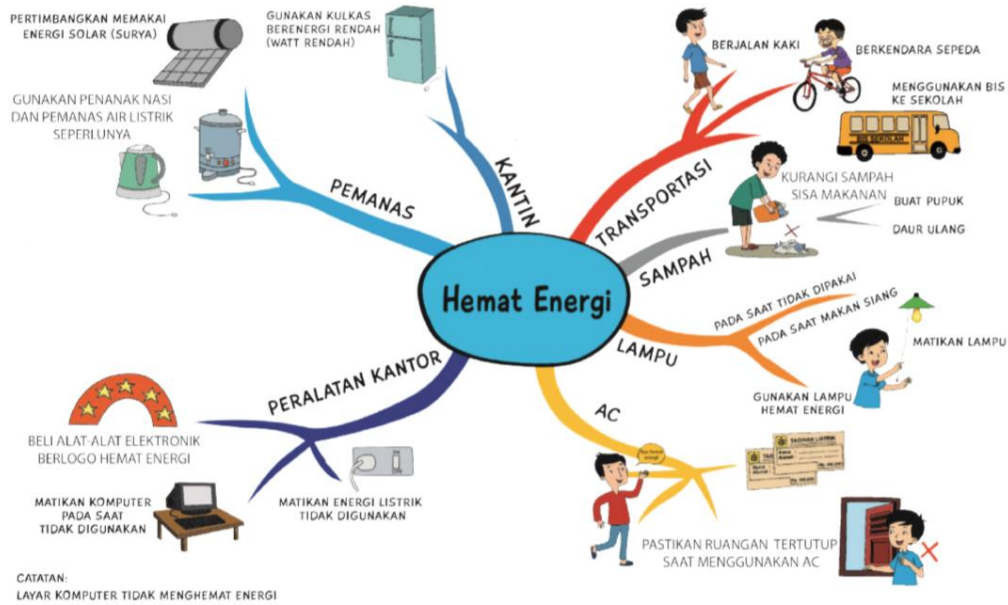 PERTIMBANGKAN MEMAKAI
ENERGI SOLAR (SURYA)
GUNAKAN PENANAK NASI
DAN PEMANAS AIR LISTRIK
SEPERLUNYA
PEMANAS
GUNAKAN KULKAS
BERENERGI RENDAH
(WATT RENDAH)
KANTIN
BERJALAN KAKI
BERKENDARA SEPEDA
MENGGUNAKAN BIS
KE SEKOLAH
BIS SEKOLAH
TRANSPORTASI
KURANGI SAMPAH
SISA MAKANAN
BUAT PUPUK
DAUR ULANG
SAMPAH
Hemat Energi
PADA SAAT TIDAK DIPAKAI
PADA SAAT MAKAN SIANG
MATIKAN LAMPU
LAMPU
GUNAKAN LAMPU
HEMAT ENERGI
AC
TAGIHAN LISTRIK
PASTIKAN RUANGAN TERTUTUP
SAAT MENGGUNAKAN AC
PERALATAN KANTOR
BELI ALAT-ALAT ELEKTRONIK
BERLOGO HEMAT ENERGI
MATIKAN KOMPUTER
PADA SAAT
TIDAK DIGUNAKAN
MATIKAN ENERGI LISTRIK
TIDAK DIGUNAKAN
CATATAN:
LAYAR KOMPUTER TIDAK MENGHEMAT ENERGI